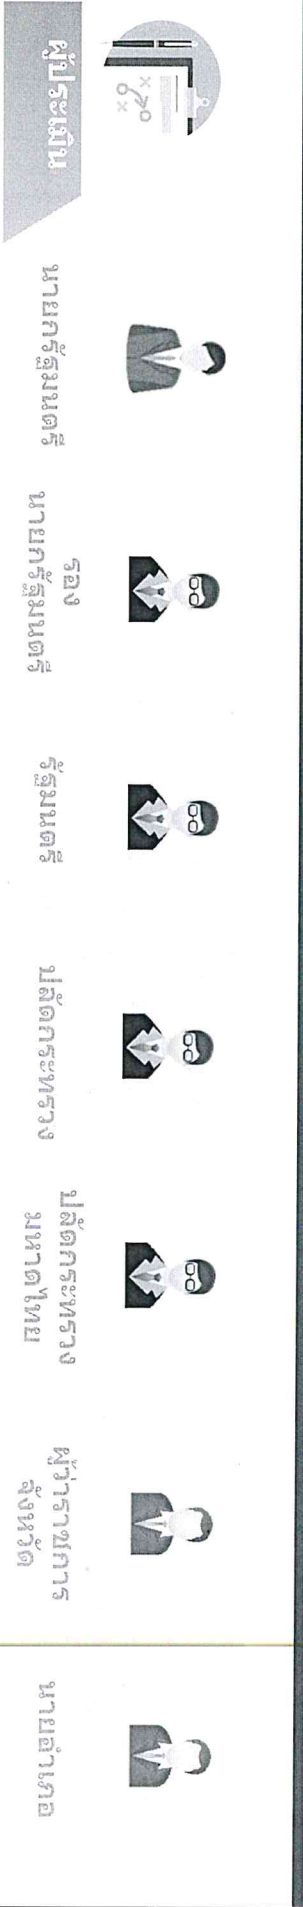 ผู้ประเมิน
นายกรัฐมนตรี
รอง
นายกรัฐมนตรี
รัฐมนตรี
ปลัดกระทรวง
ปลัดกระทรวง
มหาดไทย
ผู้ว่าราชการ
จังหวัด
นายอำเภอ